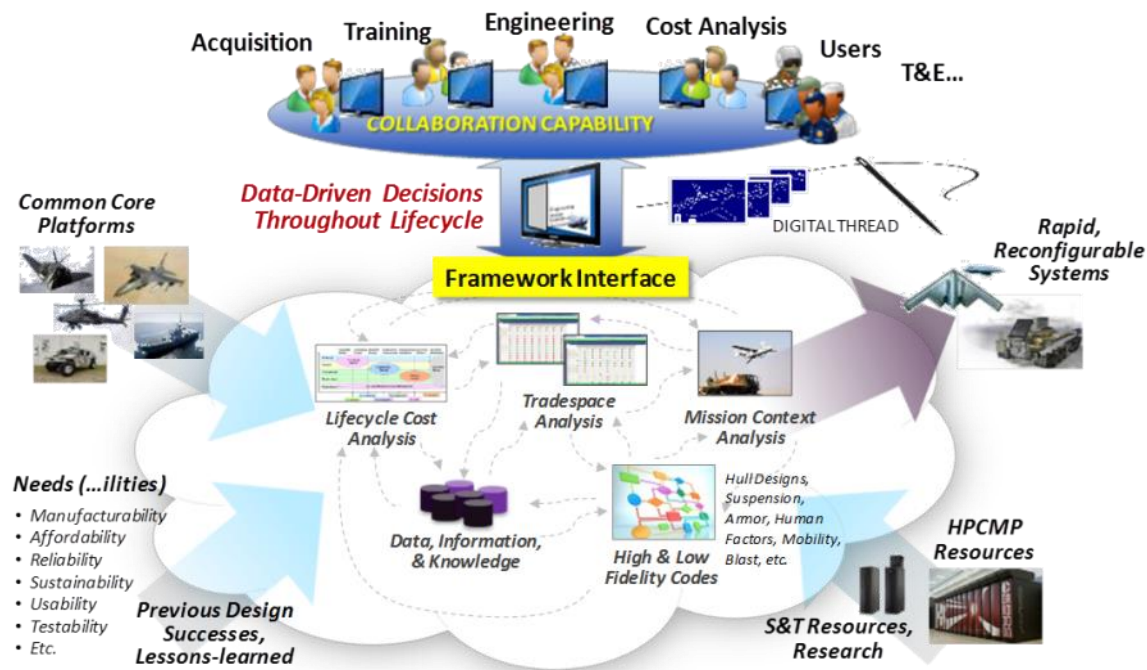 Acquisition
Training
Engineering
Cost Analysis
Users
T&E...
COLLABORATION CAPABILITY
Data-Driven Decisions
Throughout Lifecycle
DIGITAL THREAD
Common Core
Platforms
Rapid,
Reconfigurable
Systems
Framework Interface
Lifecycle Cost
Analysis
Tradespace
Analysis
Mission Context
Analysis
Needs (...ilities)
• Manufacturability
• Affordability
• Reliability
• Sustainability
• Usability
• Testability
• Etc.
Previous Design
Successes,
Lessons-learned
Data, Information,
& Knowledge
High & Low
Fidelity Codes
Hull Designs,
Suspension,
Armor, Human
Factors, Mobility,
Blast, etc.
HPCMP
Resources
S&T Resources,
Research